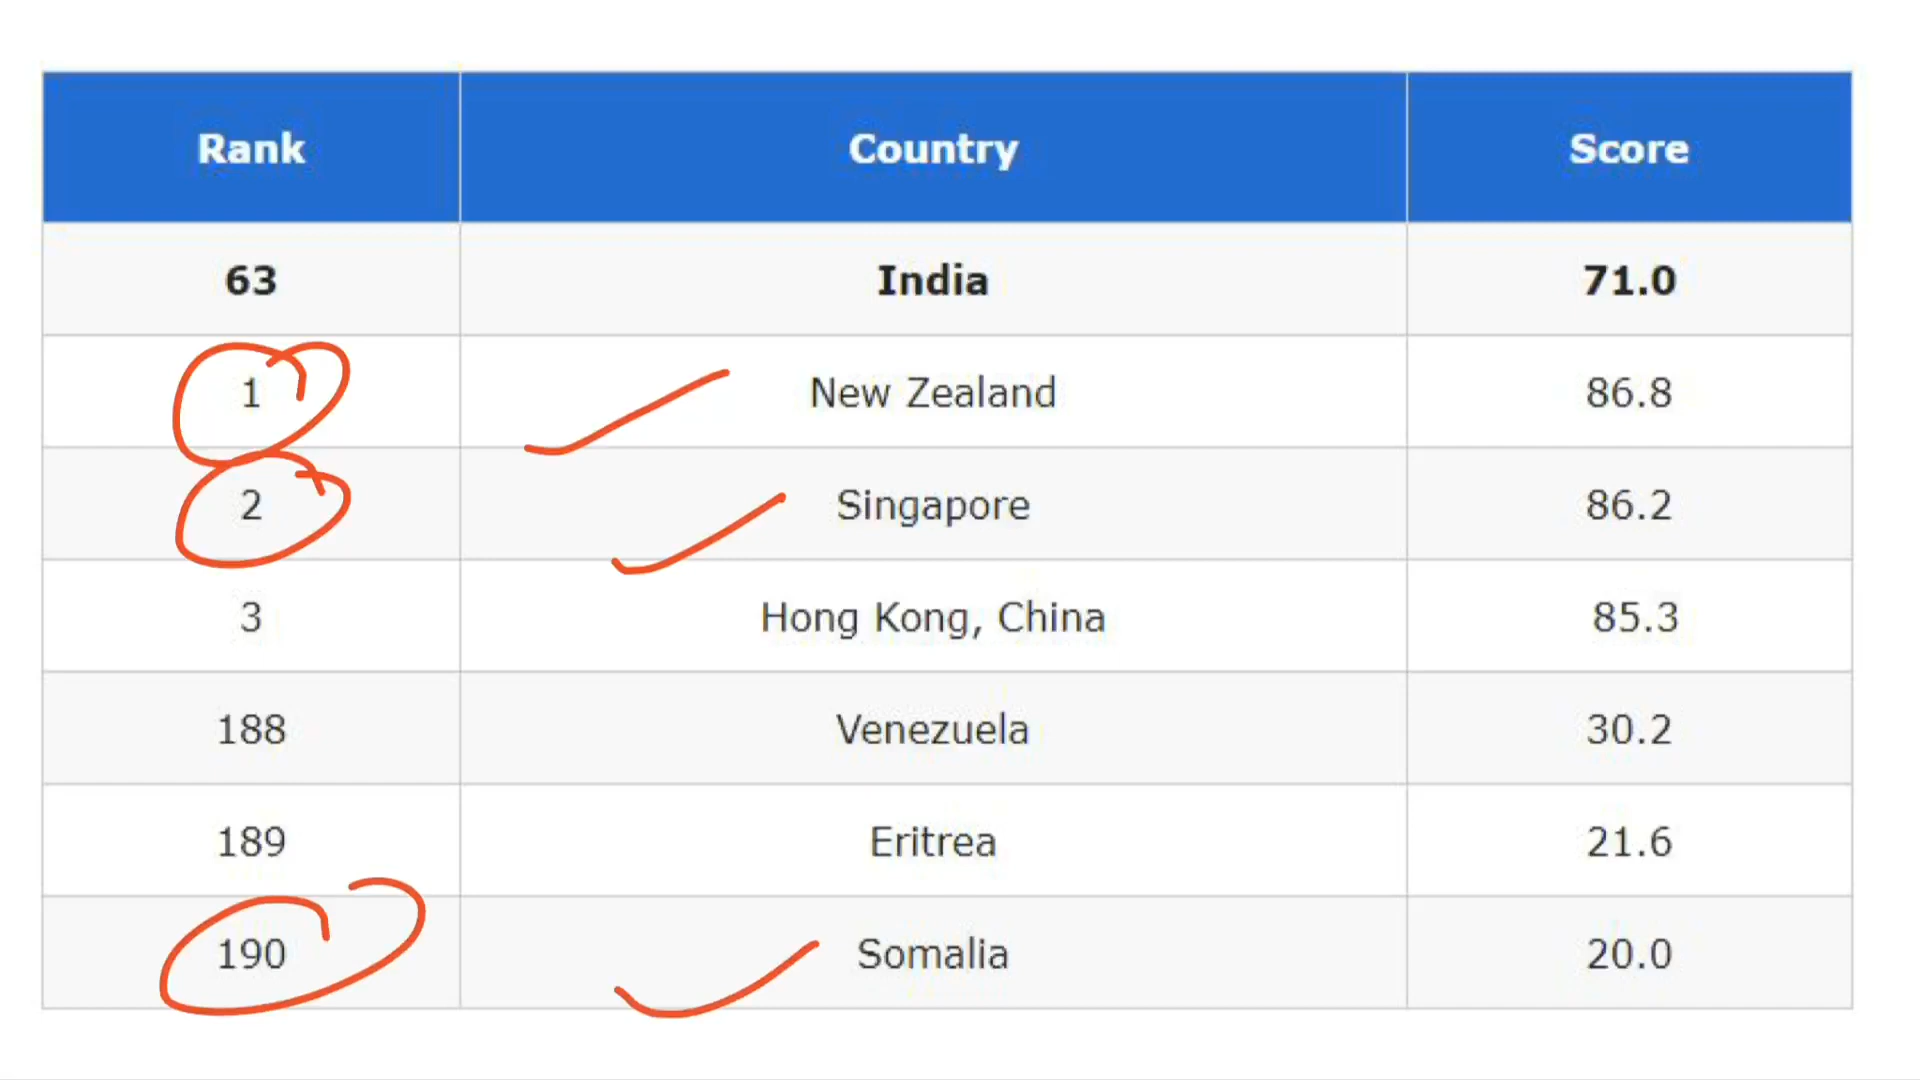 Rank Country Score
63 India 71.0
1 New Zealand 86.8
2 Singapore 86.2
3 Hong Kong, China 85.3
188 Venezuela 30.2
189 Eritrea 21.6
190 Somalia 20.0